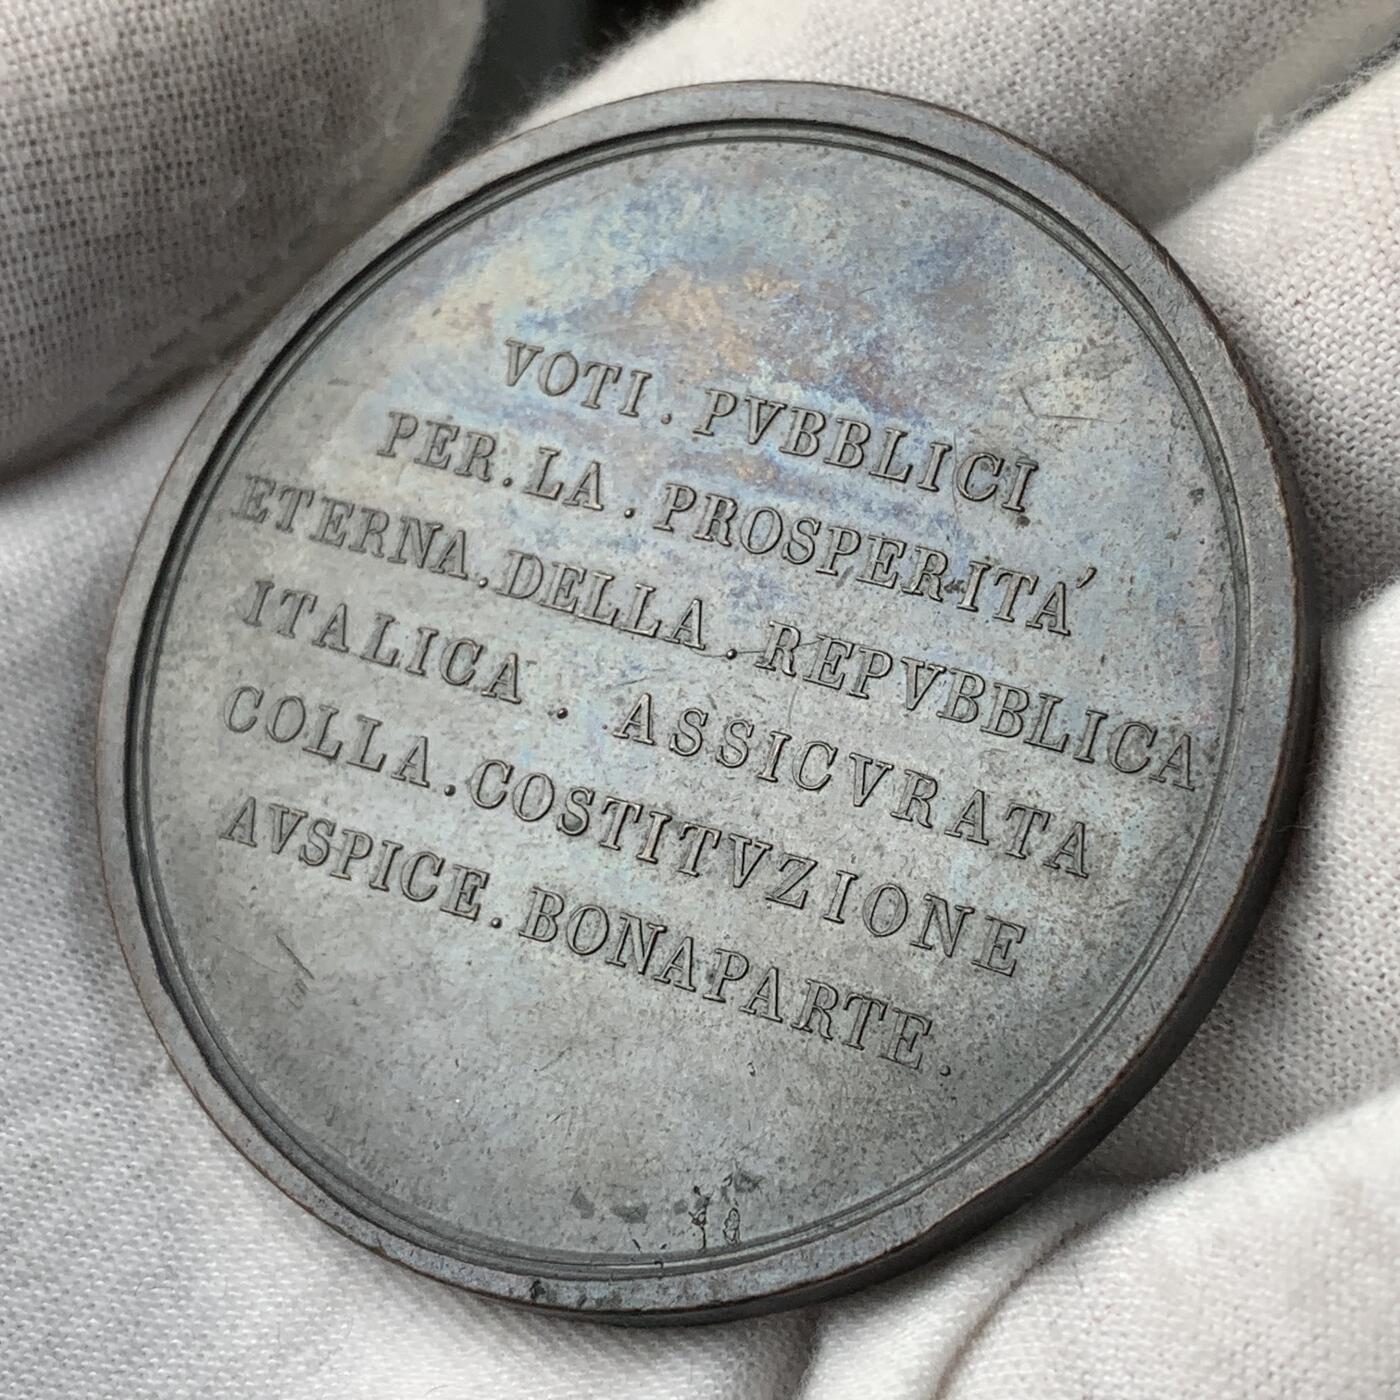 VOTI . PVBBLICI
PER . LA . PROSPERITA'
ETERNA . DELLA . REPVBBLICA
ITALICA . ASSICVRATA
COLLA . COSTITVZIONE
AVSPICE . BONAPARTE .